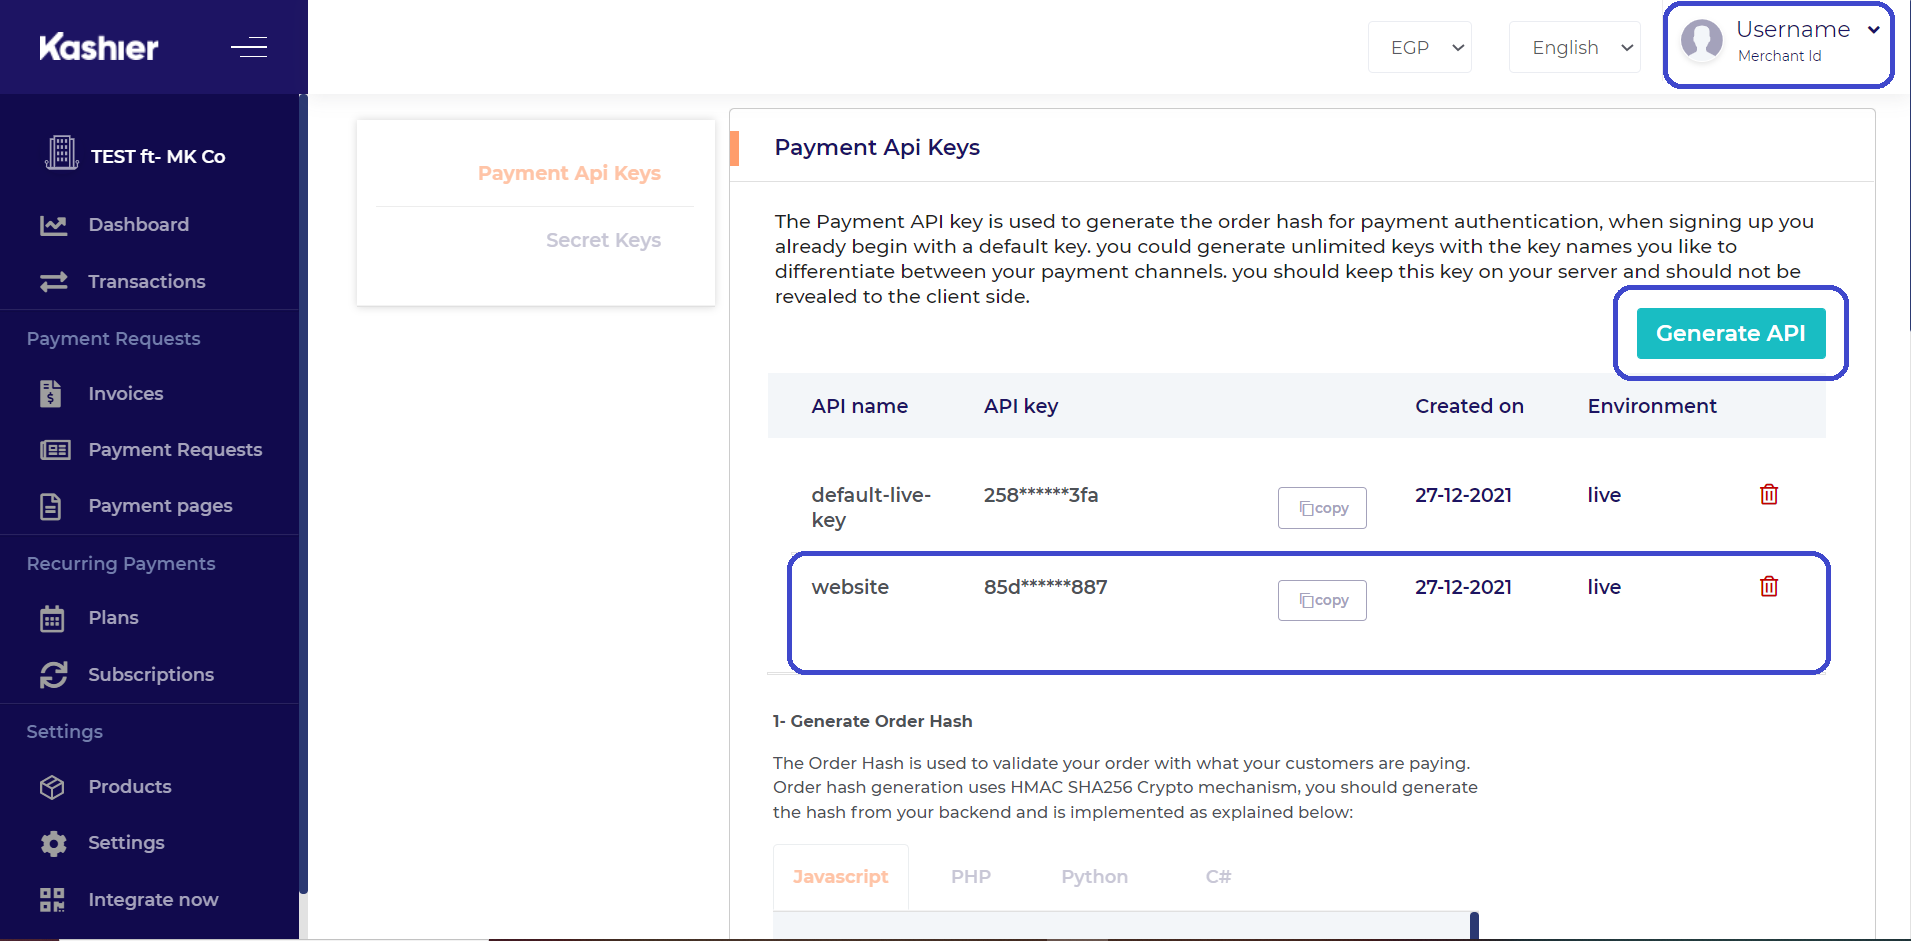 Kashier
EGP
English
Username
Merchant Id
TEST ft- MK Co
Dashboard
Transactions
Payment Requests
Invoices
Payment Requests
Payment pages
Recurring Payments
Plans
Subscriptions
Settings
Products
Settings
Integrate now
Payment Api Keys
Secret Keys
Payment Api Keys
The Payment API key is used to generate the order hash for payment authentication, when signing up you
already begin with a default key. you could generate unlimited keys with the key names you like to
differentiate between your payment channels. you should keep this key on your server and should not be
revealed to the client side.
Generate API
API name API key Created on Environment
default-live- 258******3fa copy 27-12-2021 live
key
website 85d******887 copy 27-12-2021 live
1- Generate Order Hash
The Order Hash is used to validate your order with what your customers are paying.
Order hash generation uses HMAC SHA256 Crypto mechanism, you should generate
the hash from your backend and is implemented as explained below:
Javascript PHP Python C#